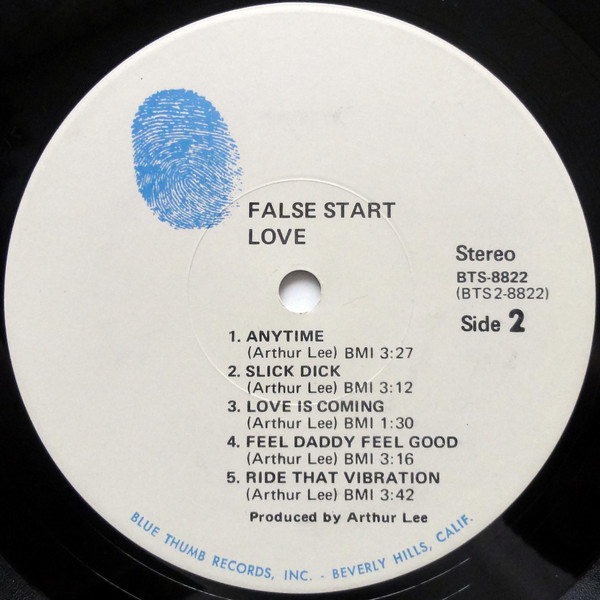 FALSE START
LOVE
Stereo
BTS-8822
(BTS2-8822)
Side 2
1. ANYTIME
(Arthur Lee) BMI 3:27
2. SLICK DICK
(Arthur Lee) BMI 3:12
3. LOVE IS COMING
(Arthur Lee) BMI 1:30
4. FEEL DADDY FEEL GOOD
(Arthur Lee) BMI 3:16
5. RIDE THAT VIBRATION
(Arthur Lee) BMI 3:42
Produced by Arthur Lee
BLUE THUMB RECORDS, INC. - BEVERLY HILLS, CALIF.